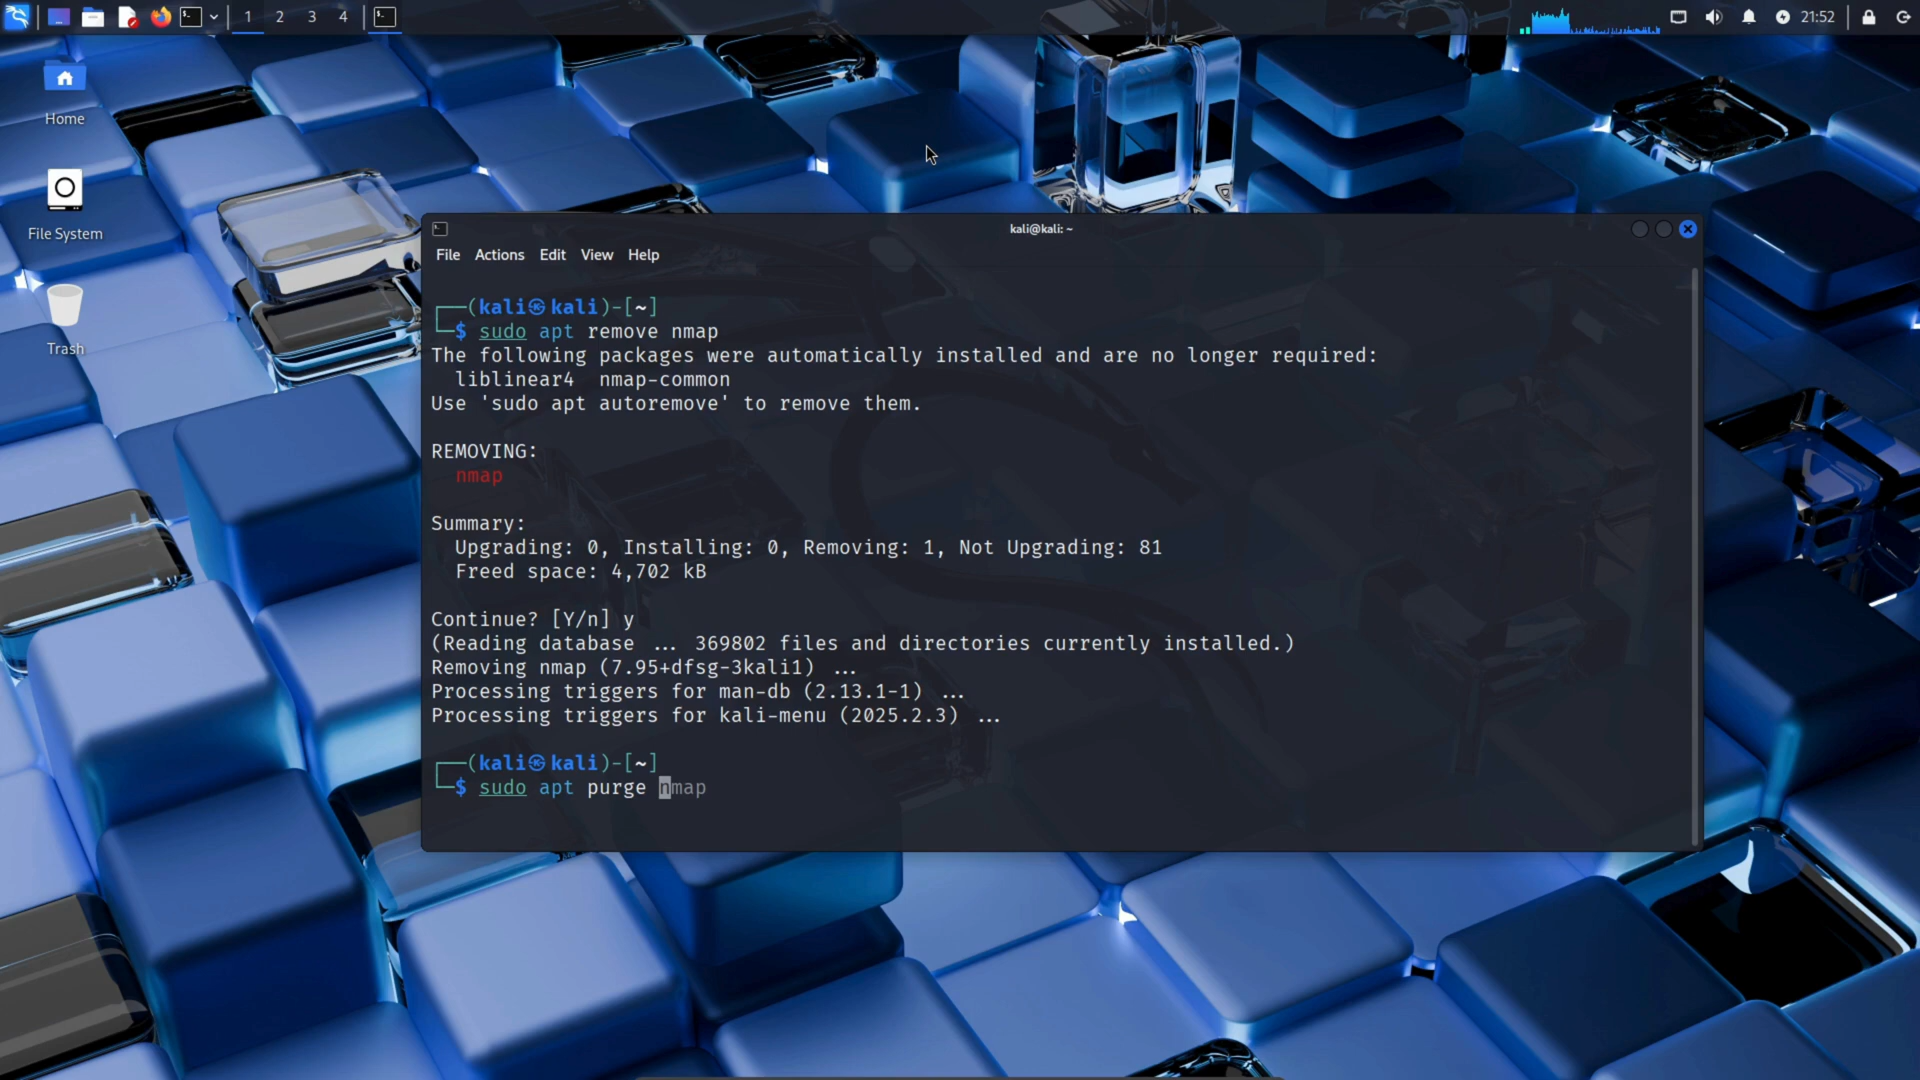 1 2 3 4
21:52
Home
File System
Trash
kali@kali: ~
File Actions Edit View Help
┌──(kali㉿kali)-[~]
└─$ sudo apt remove nmap
The following packages were automatically installed and are no longer required:
liblinear4 nmap-common
Use 'sudo apt autoremove' to remove them.
REMOVING:
nmap
Summary:
Upgrading: 0, Installing: 0, Removing: 1, Not Upgrading: 81
Freed space: 4,702 kB
Continue? [Y/n] y
(Reading database ... 369802 files and directories currently installed.)
Removing nmap (7.95+dfsg-3kali1) ...
Processing triggers for man-db (2.13.1-1) ...
Processing triggers for kali-menu (2025.2.3) ...
┌──(kali㉿kali)-[~]
└─$ sudo apt purge nmap